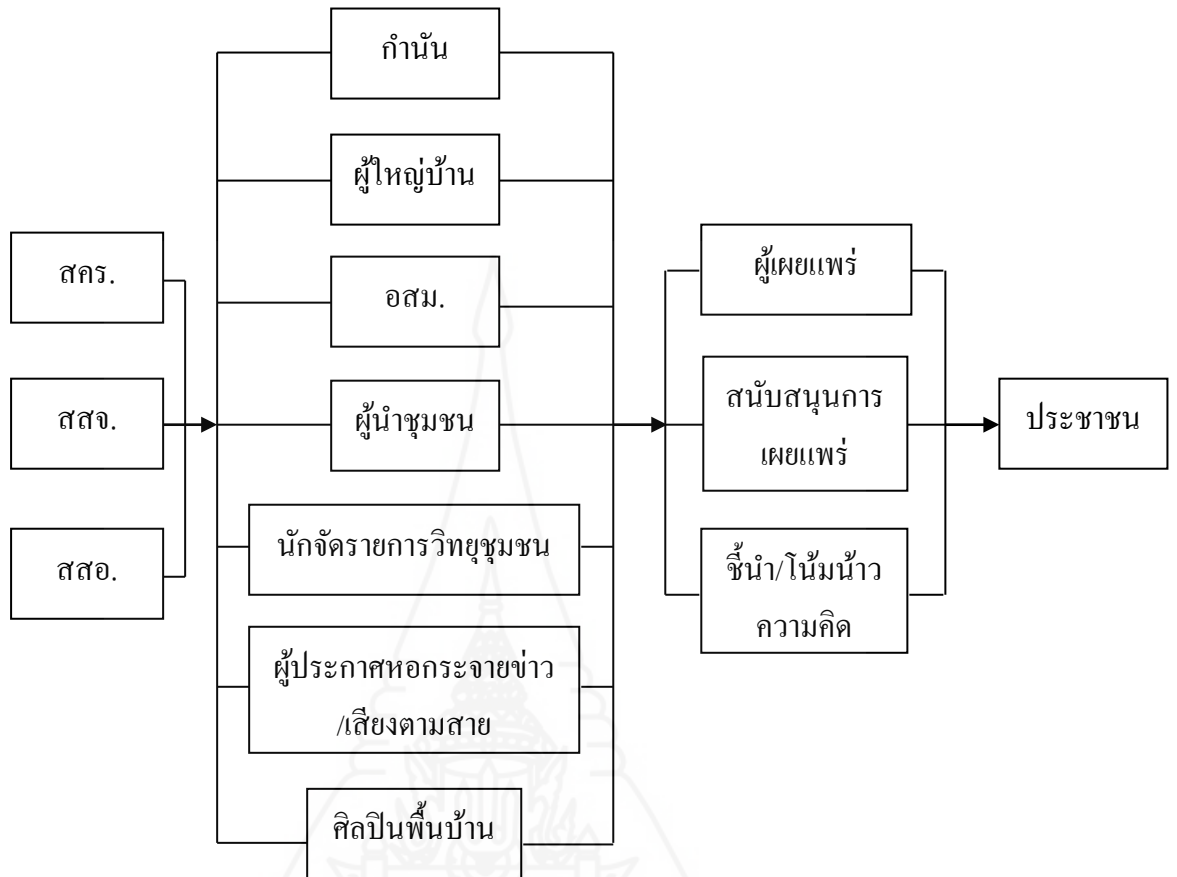 สคร.
สสจ.
สสอ.
กำนัน
ผู้ใหญ่บ้าน
อสม.
ผู้นำชุมชน
นักจัดรายการวิทยุชุมชน
ผู้ประกาศหอกระจายข่าว
/เสียงตามสาย
ศิลปินพื้นบ้าน
ผู้เผยแพร่
สนับสนุนการ
เผยแพร่
ชี้นำ/โน้มน้าว
ความคิด
ประชาชน